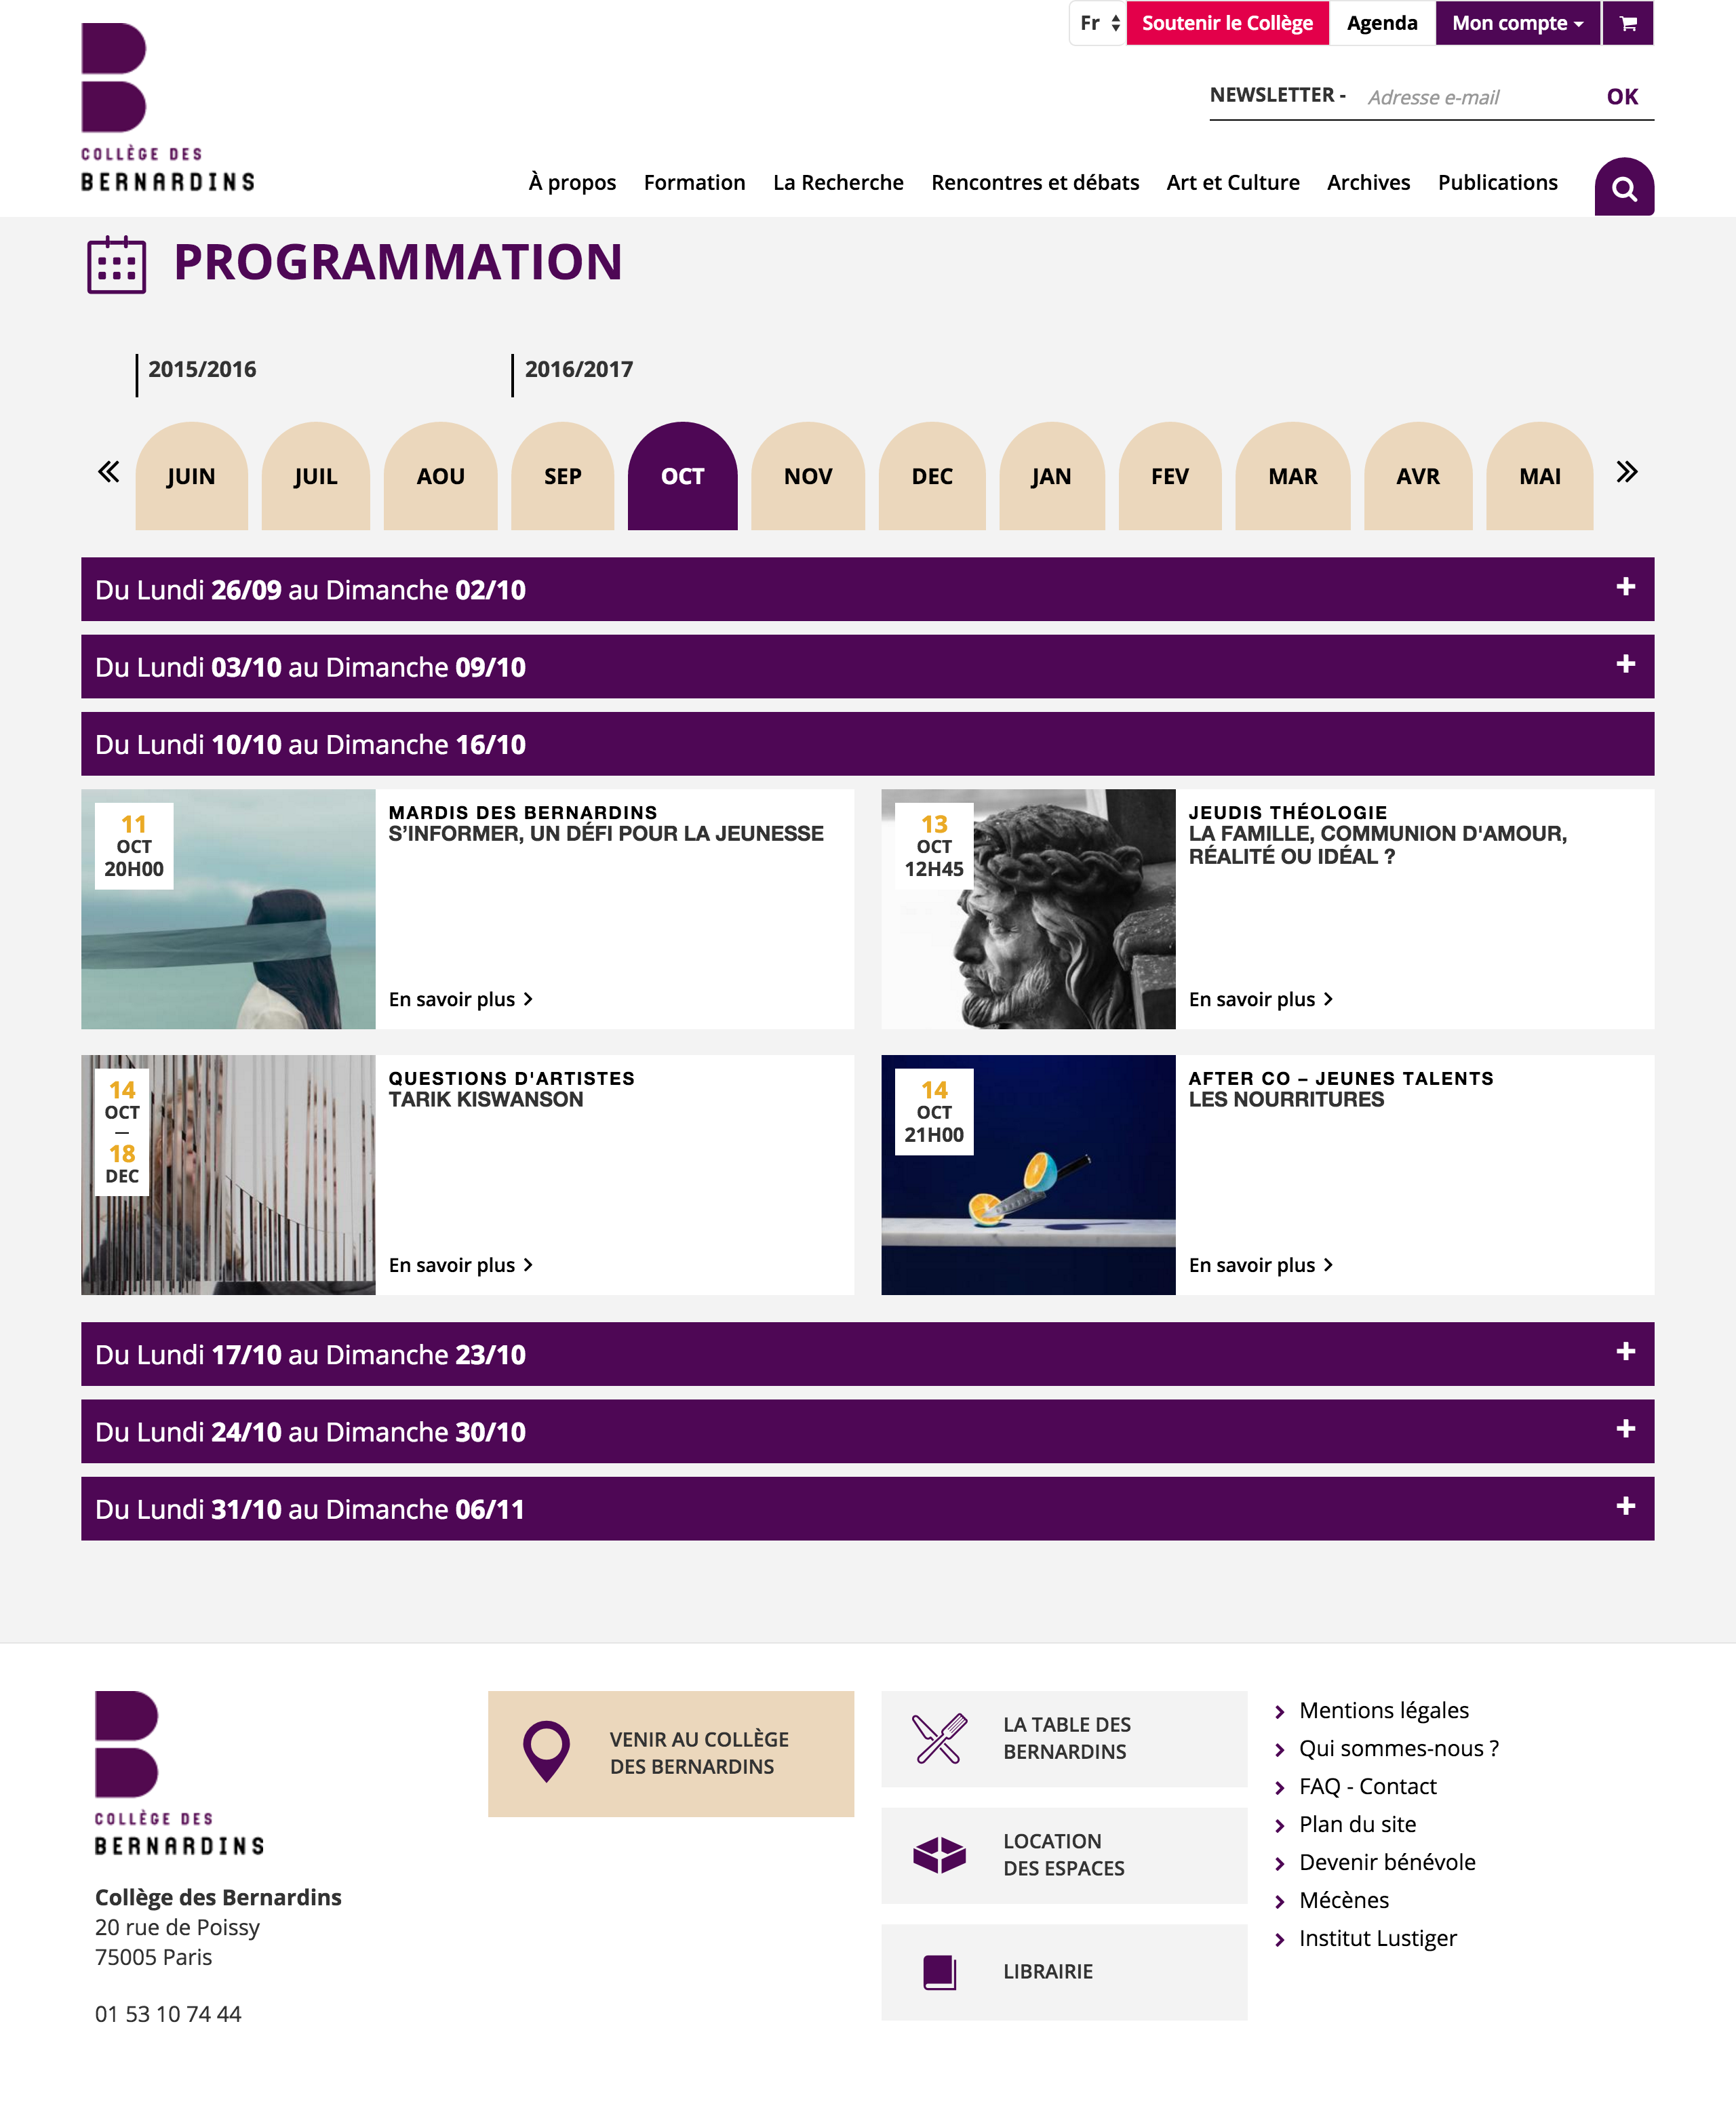 Fr
Soutenir le Collège
Agenda
Mon compte
NEWSLETTER -
Adresse e-mail
OK
COLLÈGE DES
BERNARDINS
À propos
Formation
La Recherche
Rencontres et débats
Art et Culture
Archives
Publications
PROGRAMMATION
2015/2016
2016/2017
JUIN
JUIL
AOU
SEP
OCT
NOV
DEC
JAN
FEV
MAR
AVR
MAI
Du Lundi 26/09 au Dimanche 02/10
Du Lundi 03/10 au Dimanche 09/10
Du Lundi 10/10 au Dimanche 16/10
11
OCT
20H00
MARDIS DES BERNARDINS
S’INFORMER, UN DÉFI POUR LA JEUNESSE
En savoir plus
13
OCT
12H45
JEUDIS THÉOLOGIE
LA FAMILLE, COMMUNION D'AMOUR,
RÉALITÉ OU IDÉAL ?
En savoir plus
14
OCT
—
18
DEC
QUESTIONS D'ARTISTES
TARIK KISWANSON
En savoir plus
14
OCT
21H00
AFTER CO – JEUNES TALENTS
LES NOURRITURES
En savoir plus
Du Lundi 17/10 au Dimanche 23/10
Du Lundi 24/10 au Dimanche 30/10
Du Lundi 31/10 au Dimanche 06/11
COLLÈGE DES
BERNARDINS
Collège des Bernardins
20 rue de Poissy
75005 Paris
01 53 10 74 44
VENIR AU COLLÈGE
DES BERNARDINS
LA TABLE DES
BERNARDINS
LOCATION
DES ESPACES
LIBRAIRIE
Mentions légales
Qui sommes-nous ?
FAQ - Contact
Plan du site
Devenir bénévole
Mécènes
Institut Lustiger